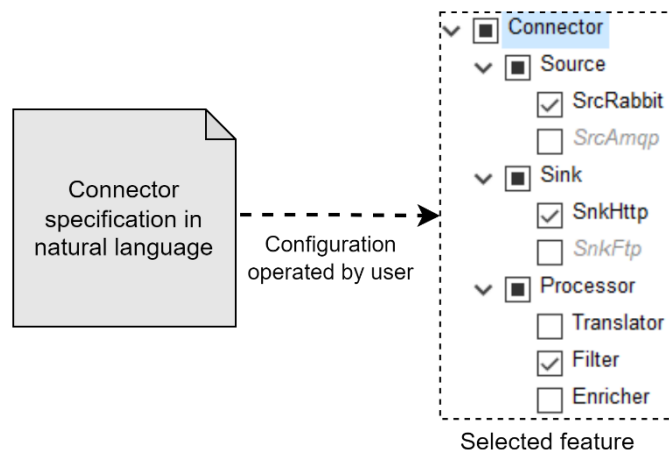 Connector
specification in
natural language
Configuration
operated by user
Connector
Source
SrcRabbit
SrcAmqp
Sink
SnkHttp
SnkFtp
Processor
Translator
Filter
Enricher
Selected feature